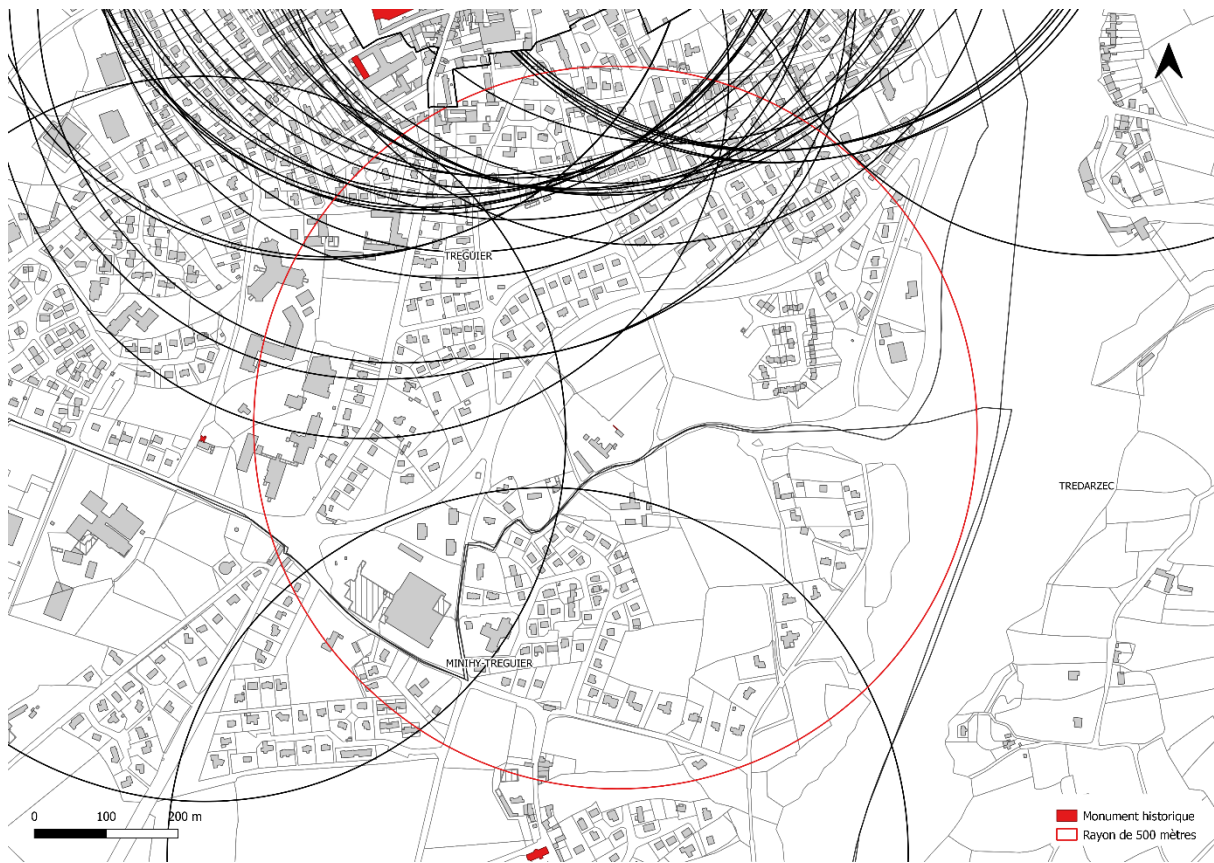 TREGUIER
TREDARZEC
MINIHY-TREGUIER
0 100 200 m
Monument historique
Rayon de 500 mètres